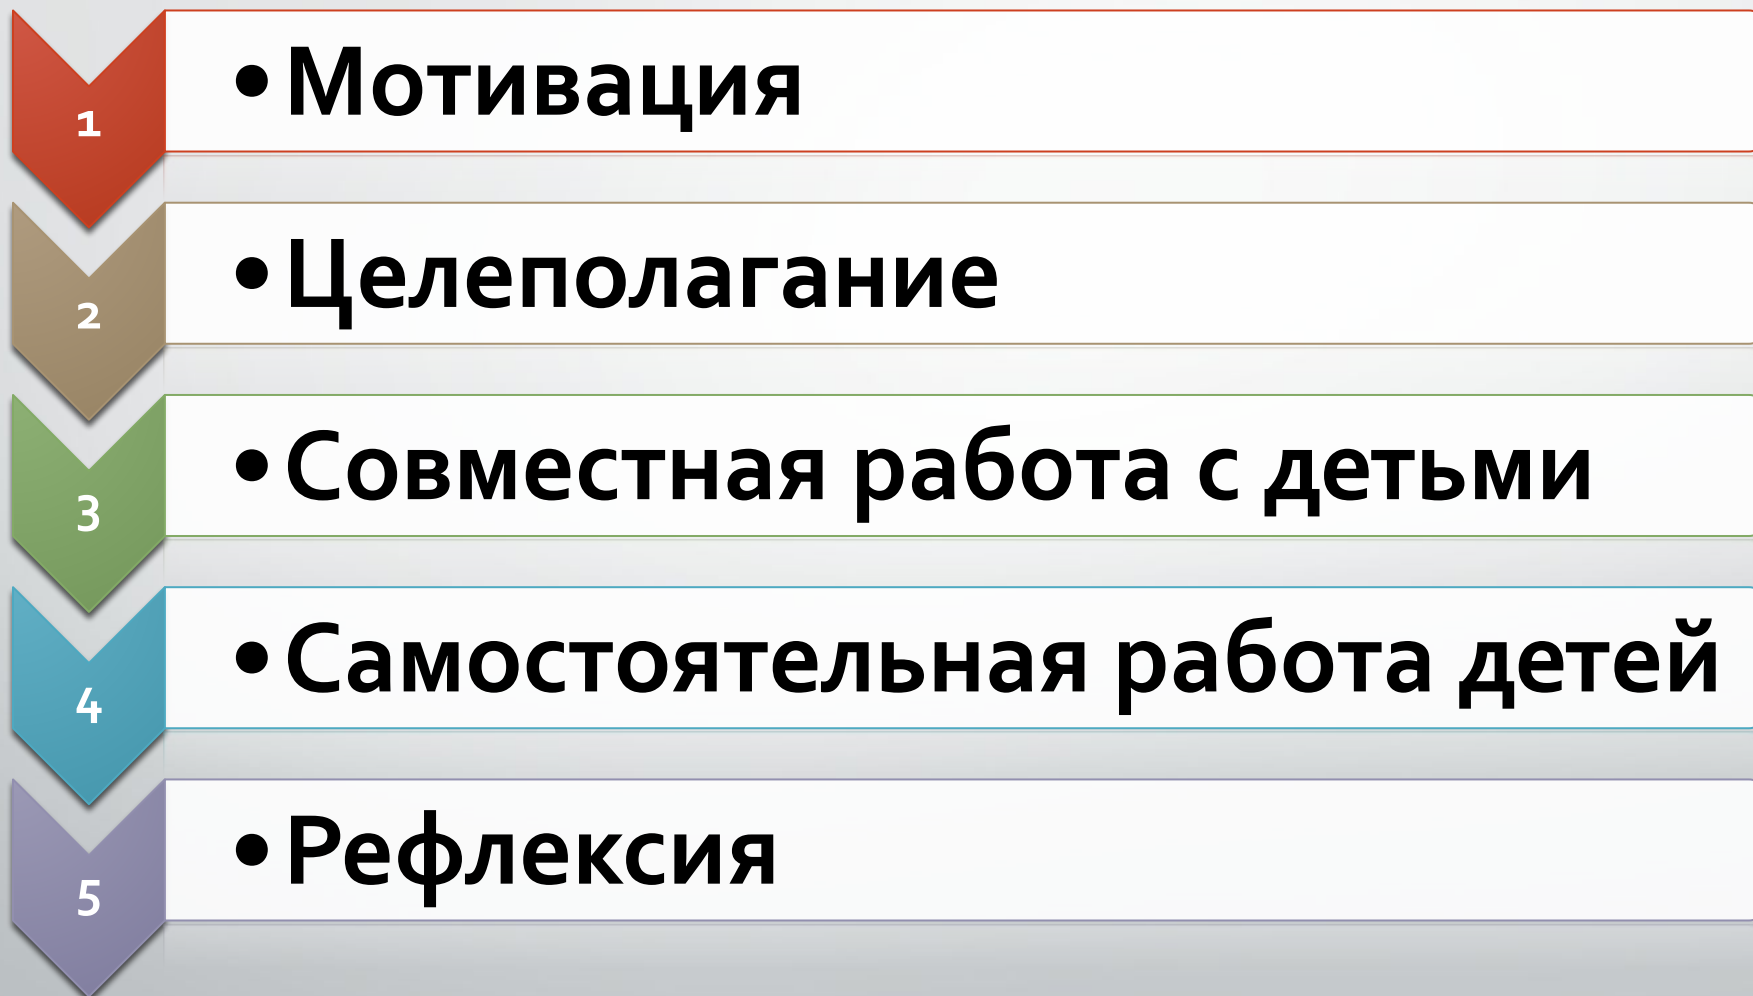 1
•Мотивация
2
•Целеполагание
3
•Совместная работа с детьми
4
•Самостоятельная работа детей
5
•Рефлексия